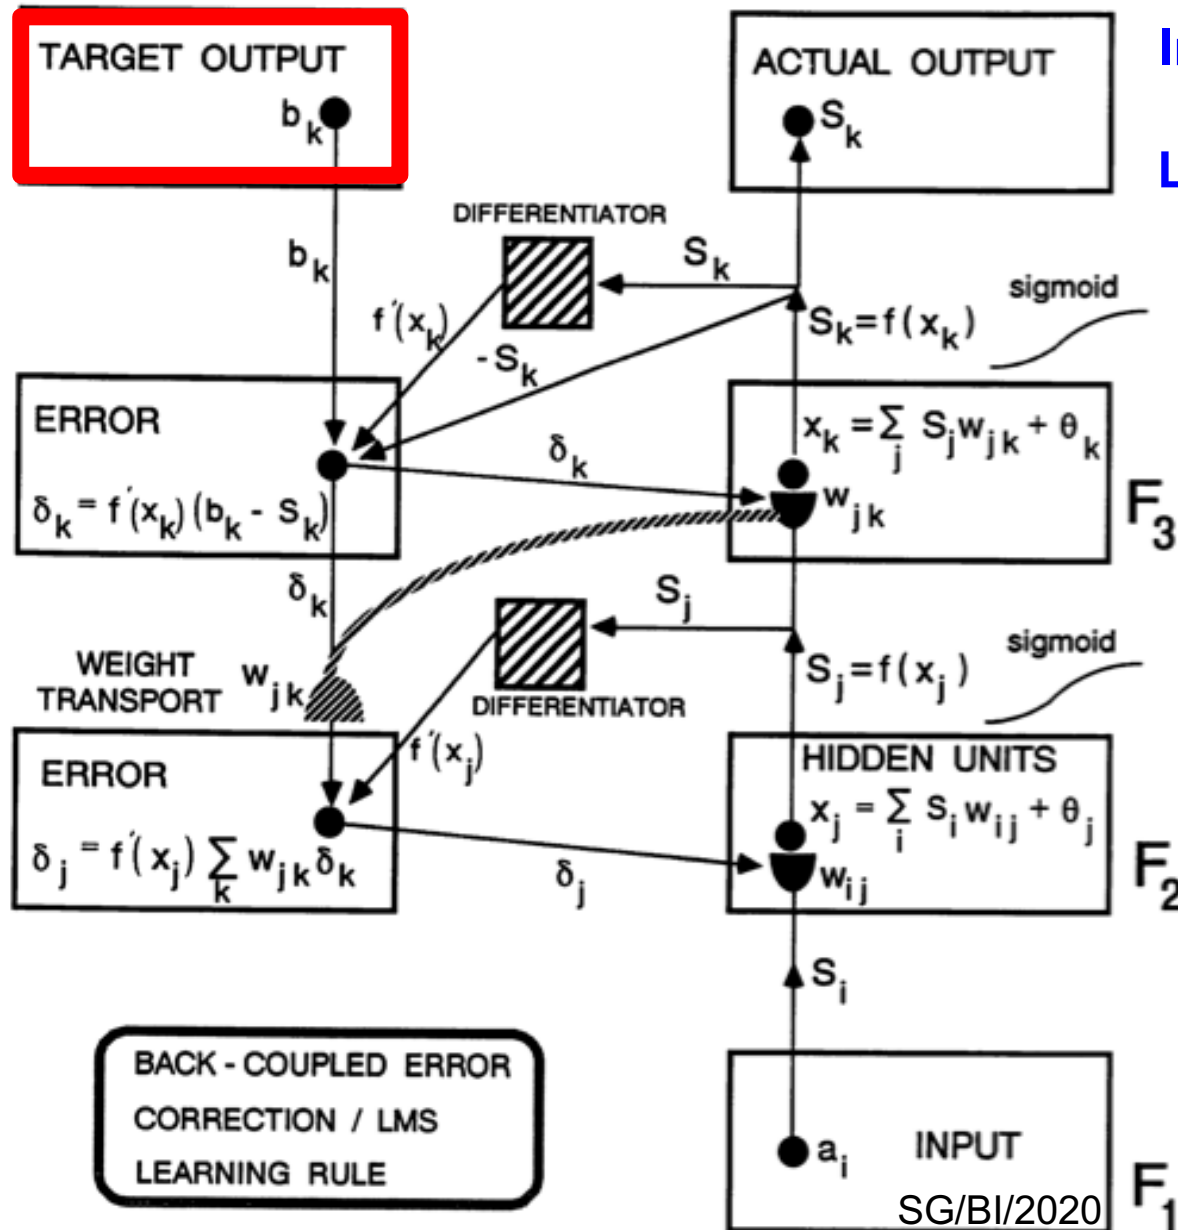 TARGET OUTPUT
b_k
ACTUAL OUTPUT
S_k
DIFFERENTIATOR
b_k
S_k
f'(x_k)
-S_k
S_k=f(x_k)
sigmoid
ERROR
δ_k = f'(x_k)(b_k - S_k)
δ_k
x_k = ∑_j S_j w_jk + θ_k
w_jk
F_3
δ_k
S_j
WEIGHT
TRANSPORT
w_jk
DIFFERENTIATOR
S_j=f(x_j)
sigmoid
f'(x_j)
ERROR
δ_j = f'(x_j) ∑_k w_jk δ_k
δ_j
HIDDEN UNITS
x_j = ∑_i S_i w_ij + θ_j
w_ij
F_2
S_i
BACK-COUPLED ERROR
CORRECTION / LMS
LEARNING RULE
a_i
INPUT
F_1
SG/BI/2020